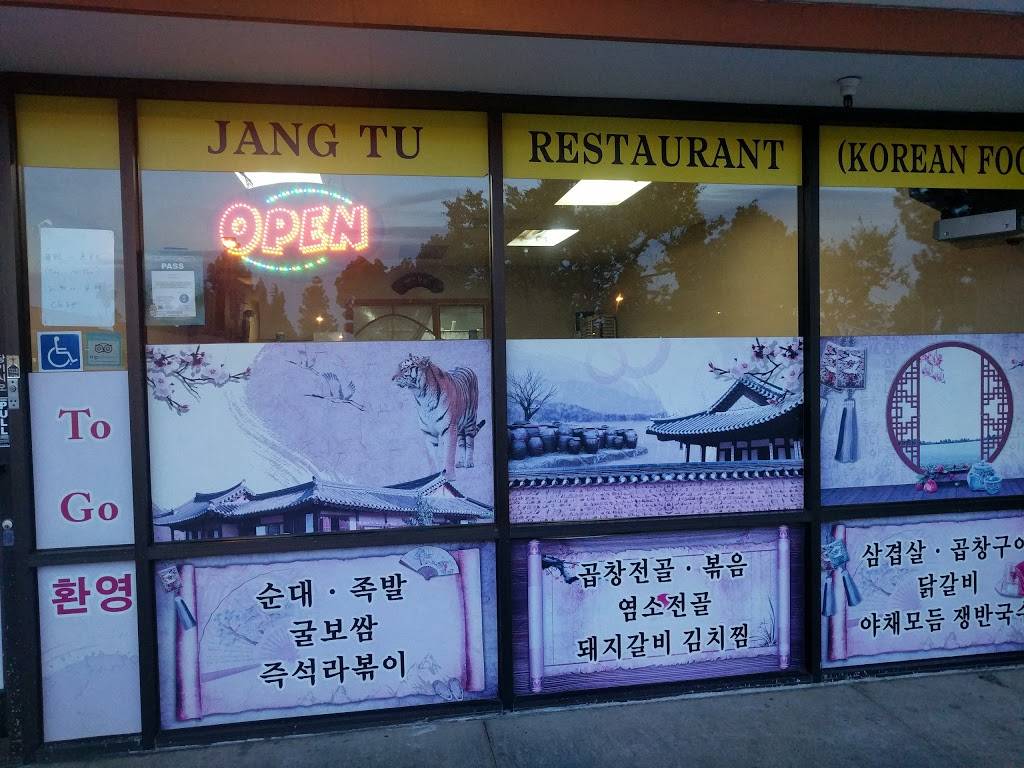 JANG TU RESTAURANT (KOREAN FOO
OPEN
PASS
To
Go
환영
순대 · 족발
굴보쌈
즉석라볶이
곱창전골 · 볶음
염소전골
돼지갈비 김치찜
삼겹살 · 곱창구이
닭갈비
야채모듬 쟁반국수